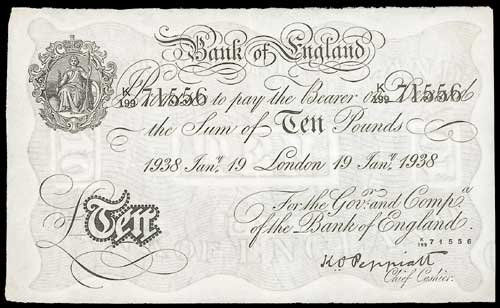 Bank of England
K/199 71556 K/199 71556
I Promise to pay the Bearer on Demand
the Sum of Ten Pounds
1938 Jany. 19 London 19 Jany. 1938
For the Govr. and Compa.
of the Bank of England.
Ten
K/199 71556
K O Peppiatt
Chief Cashier.